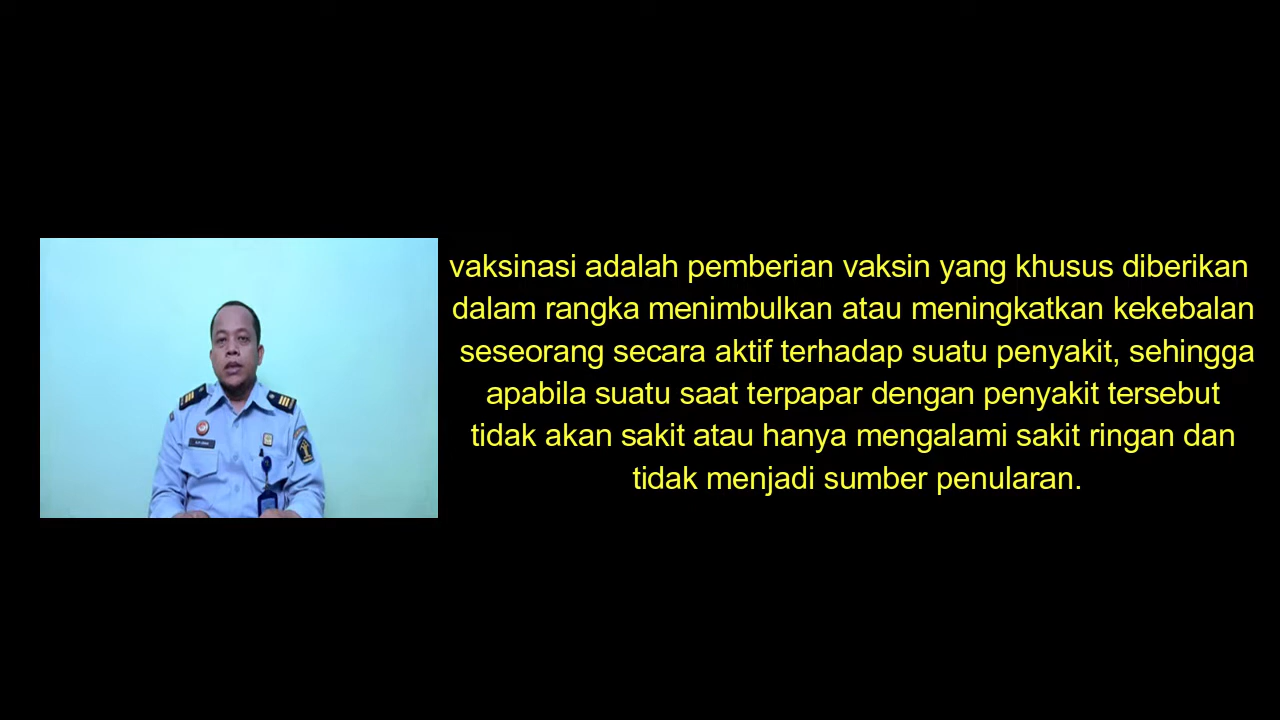 vaksinasi adalah pemberian vaksin yang khusus diberikan
dalam rangka menimbulkan atau meningkatkan kekebalan
seseorang secara aktif terhadap suatu penyakit, sehingga
apabila suatu saat terpapar dengan penyakit tersebut
tidak akan sakit atau hanya mengalami sakit ringan dan
tidak menjadi sumber penularan.